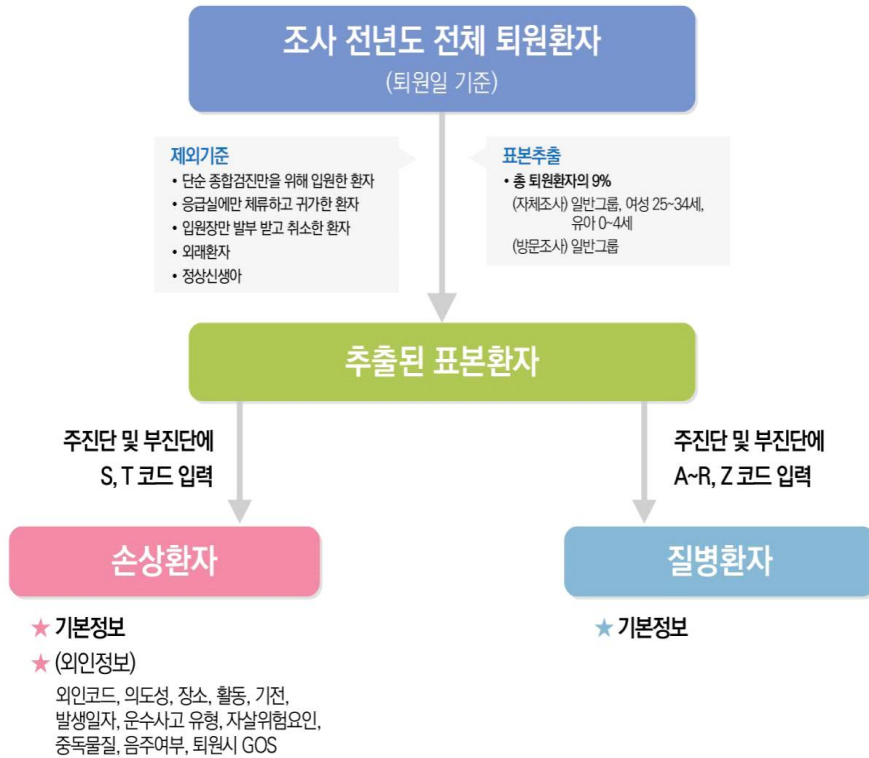 조사 전년도 전체 퇴원환자
(퇴원일 기준)
제외기준
• 단순 종합검진만을 위해 입원한 환자
• 응급실에만 체류하고 귀가한 환자
• 입원장만 발부 받고 취소한 환자
• 외래환자
• 정상신생아
표본추출
• 총 퇴원환자의 9%
(자체조사) 일반그룹, 여성 25~34세,
유아 0~4세
(방문조사) 일반그룹
추출된 표본환자
주진단 및 부진단에
S, T 코드 입력
주진단 및 부진단에
A~R, Z 코드 입력
손상환자
★ 기본정보
★ (외인정보)
외인코드, 의도성, 장소, 활동, 기전,
발생일자, 운수사고 유형, 자살위험요인,
중독물질, 음주여부, 퇴원시 GOS
질병환자
★ 기본정보